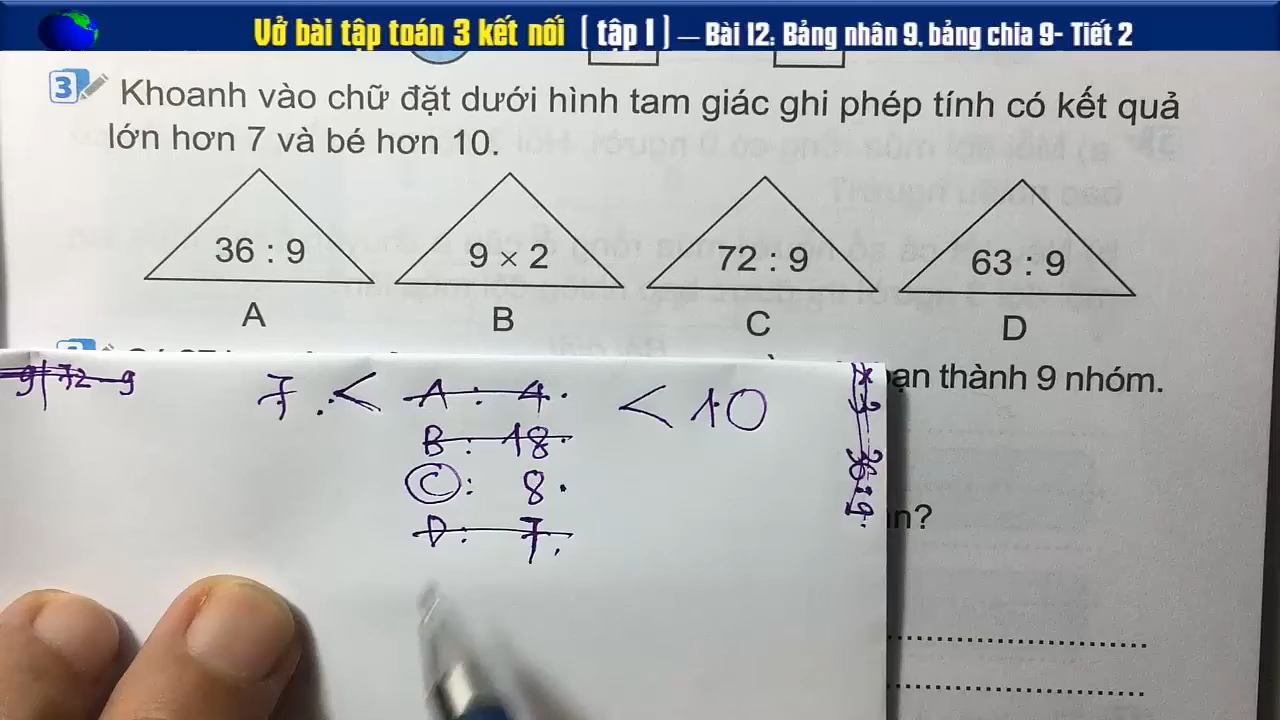 Vở bài tập toán 3 kết nối ( tập 1 ) – Bài 12: Bảng nhân 9, bảng chia 9- Tiết 2
3 Khoanh vào chữ đặt dưới hình tam giác ghi phép tính có kết quả
lớn hơn 7 và bé hơn 10.
36 : 9 9 × 2 72 : 9 63 : 9
A B C D
ạn thành 9 nhóm.
7 < A : 4 < 10
B : 18
C : 8
D : 7